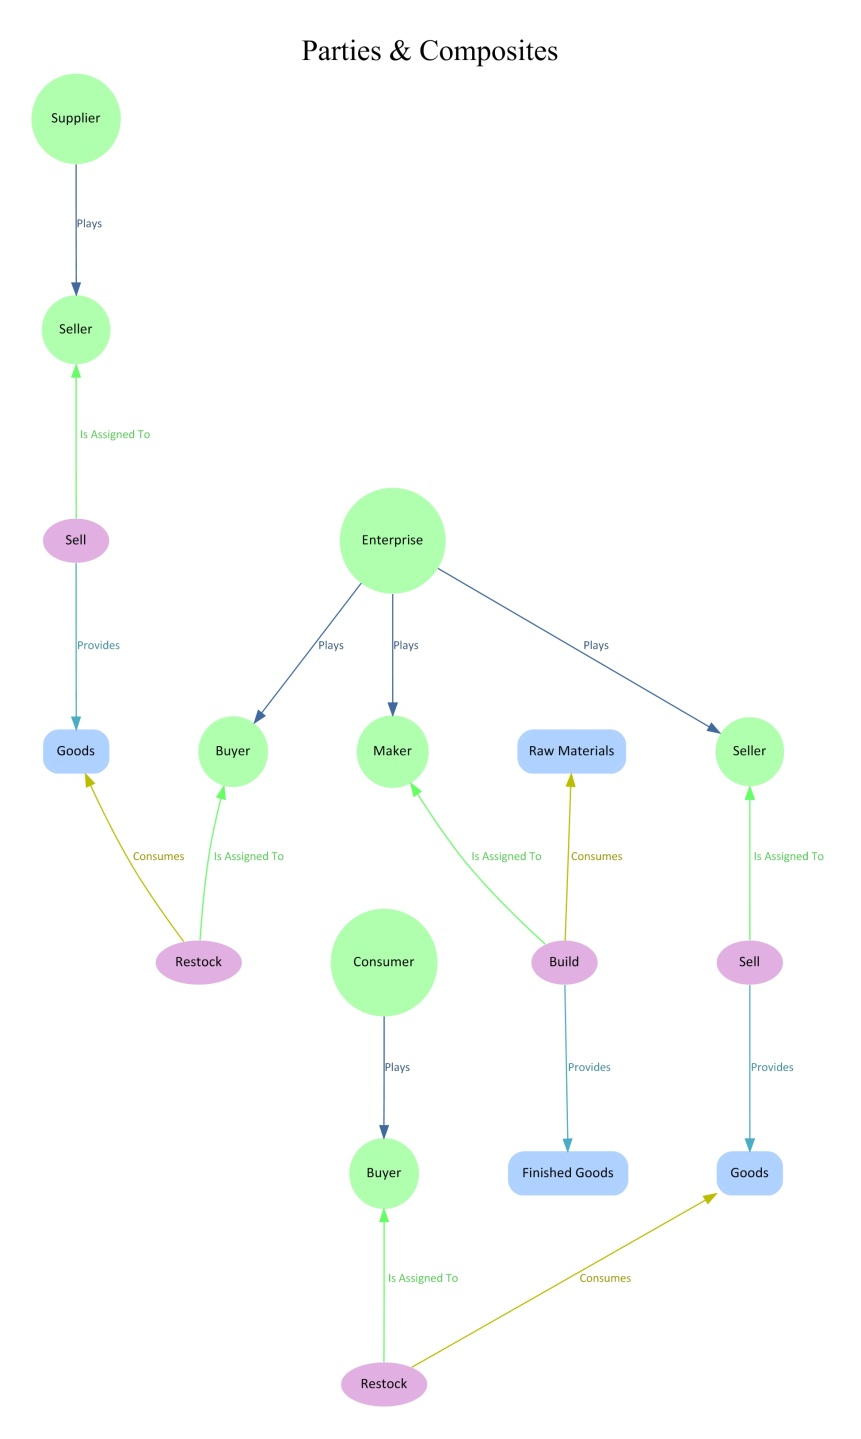 Parties & Composites
Supplier
Plays
Seller
Is Assigned To
Sell
Enterprise
Provides
Plays
Plays
Plays
Goods
Buyer
Maker
Raw Materials
Seller
Consumes
Is Assigned To
Is Assigned To
Consumes
Is Assigned To
Restock
Consumer
Build
Sell
Plays
Provides
Provides
Buyer
Finished Goods
Goods
Is Assigned To
Consumes
Restock